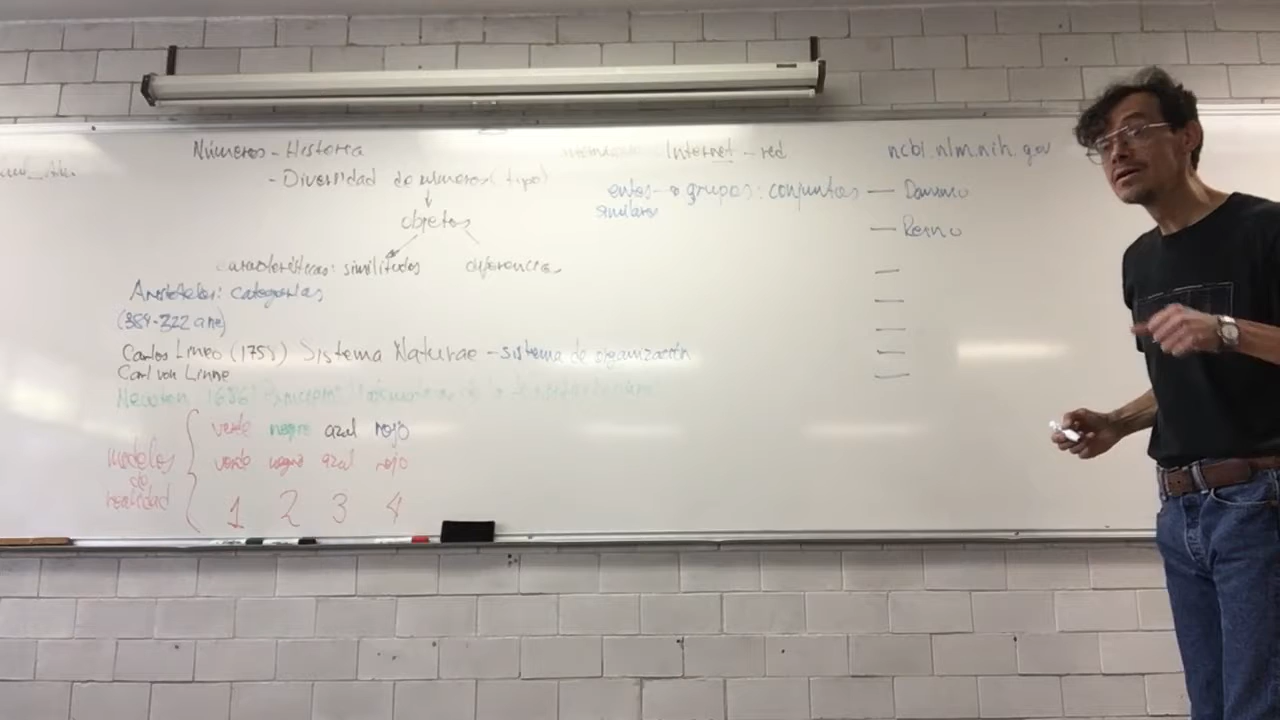 Números - Historia
- Diversidad de números (tipo)
objetos
características: similitudes diferencias
Aristóteles: categorías
(384-322 ane)
Carlos Lineo (1758) Sistema Naturae - sistema de organización
Carl von Linne
Newton 1686
verde negro azul rojo
verde negro azul rojo
modelos
de
realidad
1 2 3 4
Internet - red
entes → grupos: conjuntos — Dominio
similares
— Reino
ncbi.nlm.nih.gov